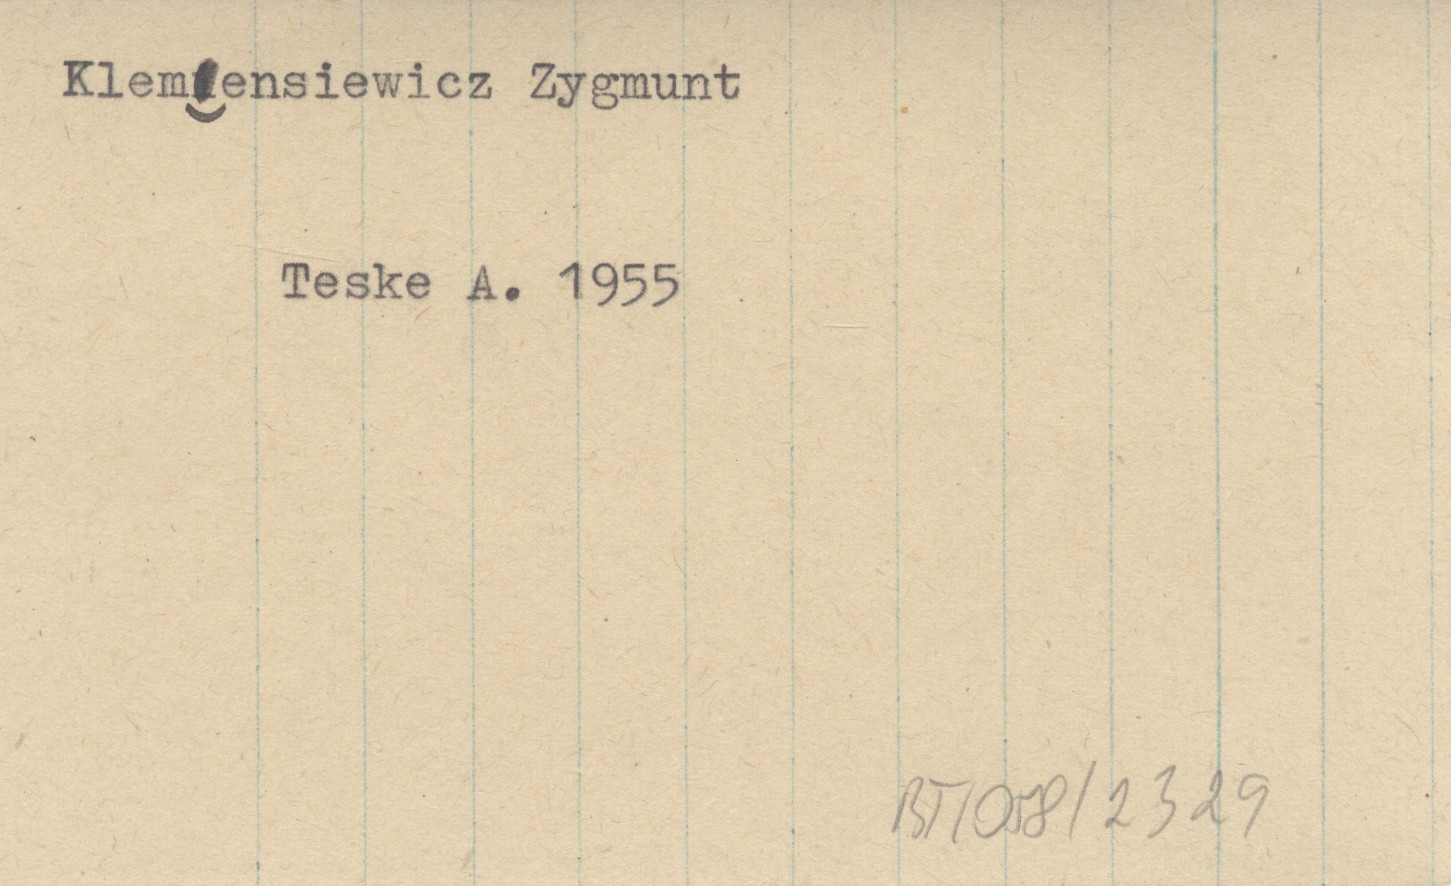 Klemensiewicz Zygmunt
Teske A. 1955
BT/058/2329